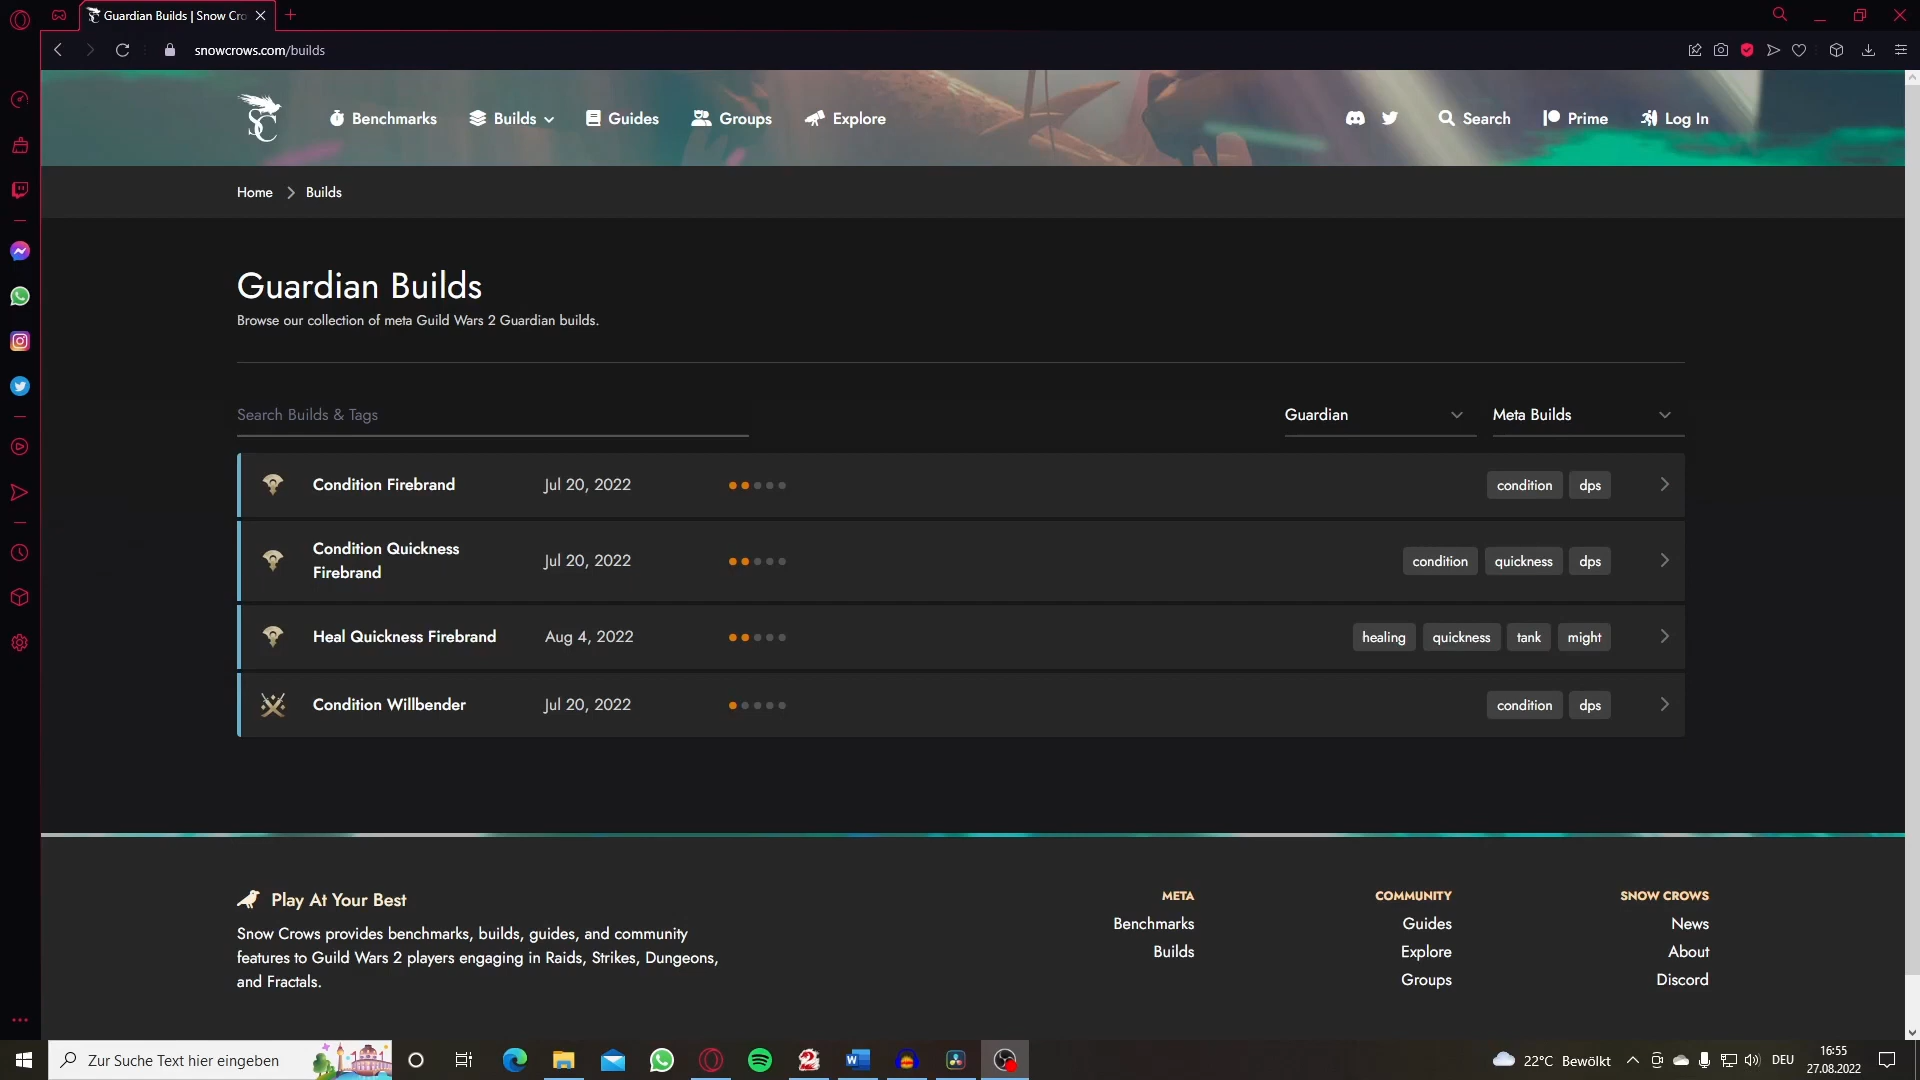 Guardian Builds | Snow Cro
snowcrows.com/builds
SC
Benchmarks
Builds
Guides
Groups
Explore
Search
Prime
Log In
Home
Builds
Guardian Builds
Browse our collection of meta Guild Wars 2 Guardian builds.
Search Builds & Tags
Guardian
Meta Builds
Condition Firebrand
Jul 20, 2022
condition
dps
Condition Quickness
Firebrand
Jul 20, 2022
condition
quickness
dps
Heal Quickness Firebrand
Aug 4, 2022
healing
quickness
tank
might
Condition Willbender
Jul 20, 2022
condition
dps
Play At Your Best
Snow Crows provides benchmarks, builds, guides, and community
features to Guild Wars 2 players engaging in Raids, Strikes, Dungeons,
and Fractals.
META
Benchmarks
Builds
COMMUNITY
Guides
Explore
Groups
SNOW CROWS
News
About
Discord
Zur Suche Text hier eingeben
22°C Bewölkt
DEU
16:55
27.08.2022